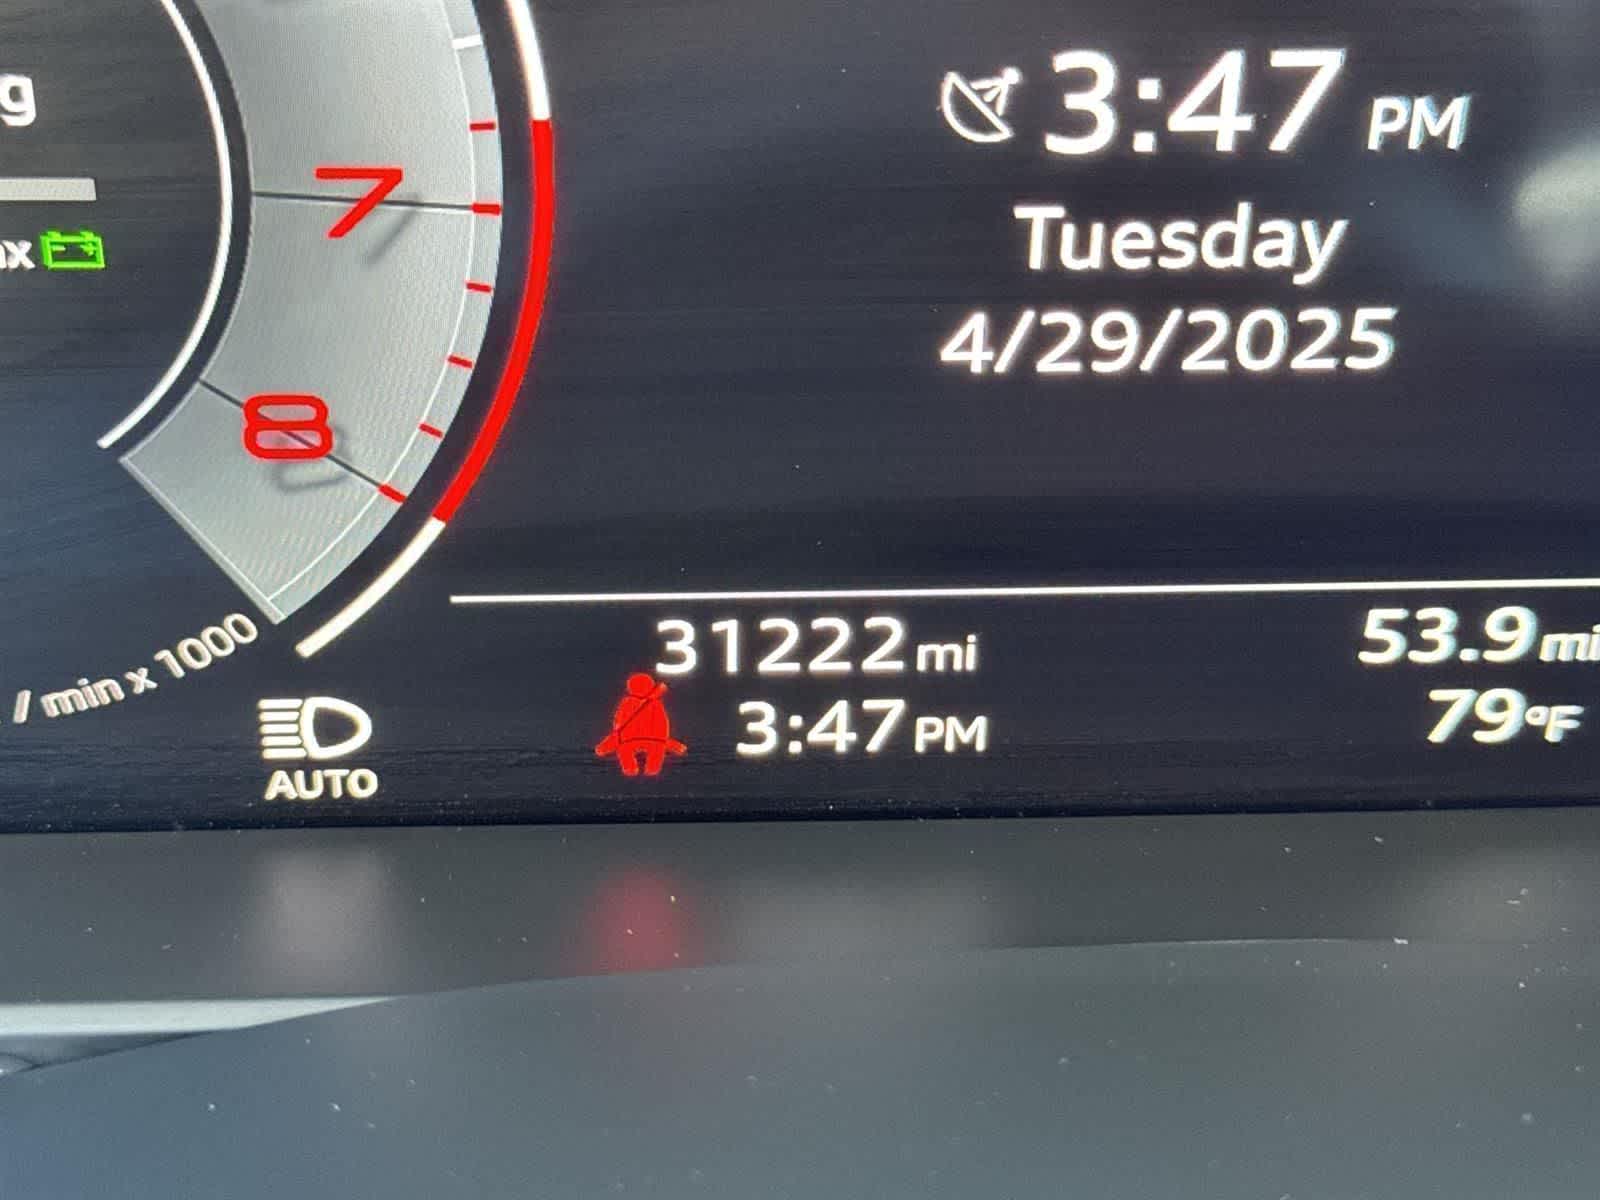 3:47 PM
Tuesday
4/29/2025
g
7
x
8
/ min x 1000
AUTO
31222 mi
3:47 PM
53.9 mi
79°F